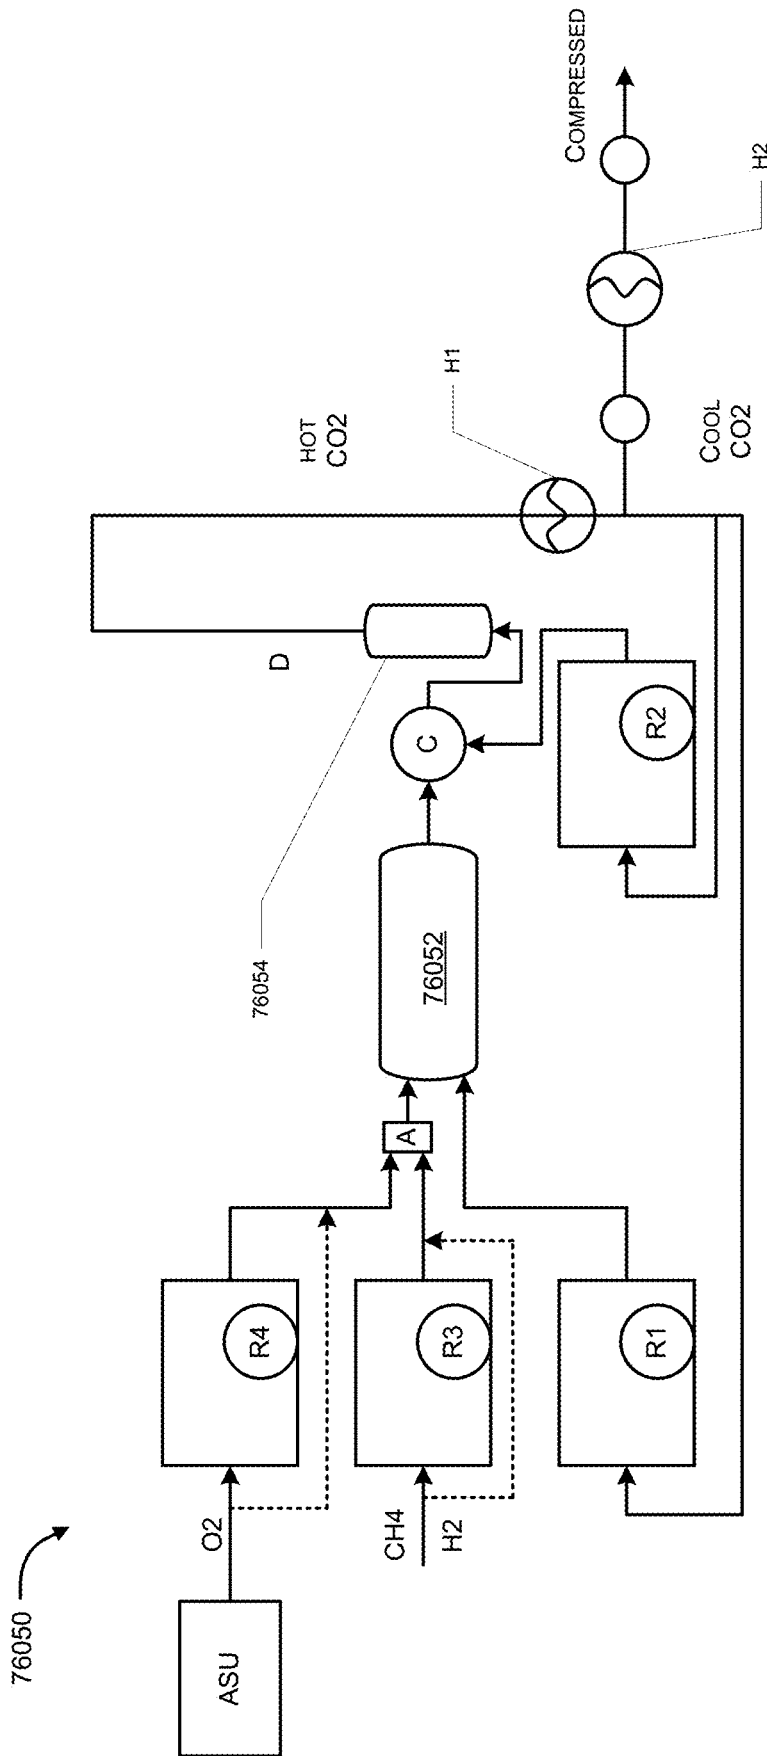 76050
ASU
O2
CH4
H2
R4
R3
R1
A
76052
C
R2
76054
D
HOT
CO2
H1
COOL
CO2
COMPRESSED
H2